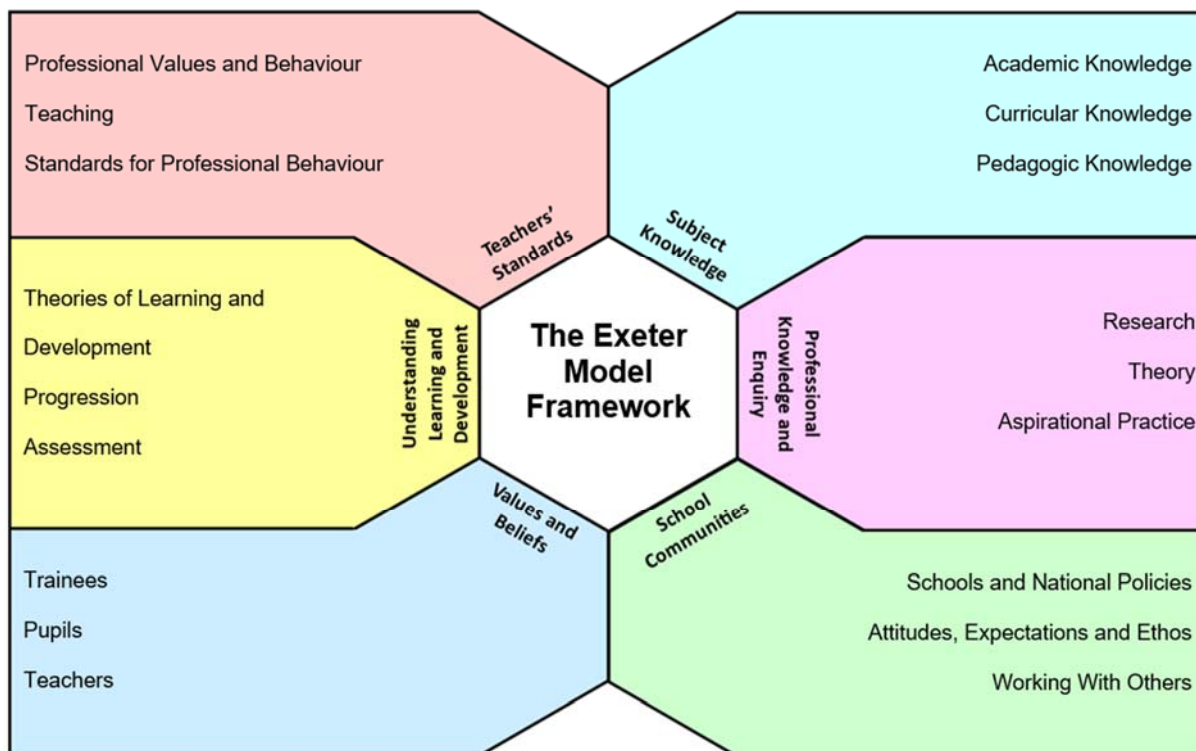 Professional Values and Behaviour
Teaching
Standards for Professional Behaviour
Teachers'
Standards
Academic Knowledge
Curricular Knowledge
Pedagogic Knowledge
Subject
Knowledge
Theories of Learning and
Development
Progression
Assessment
Understanding
Learning and
Development
The Exeter
Model
Framework
Professional
Knowledge and
Enquiry
Research
Theory
Aspirational Practice
Trainees
Pupils
Teachers
Values and
Beliefs
School
Communities
Schools and National Policies
Attitudes, Expectations and Ethos
Working With Others